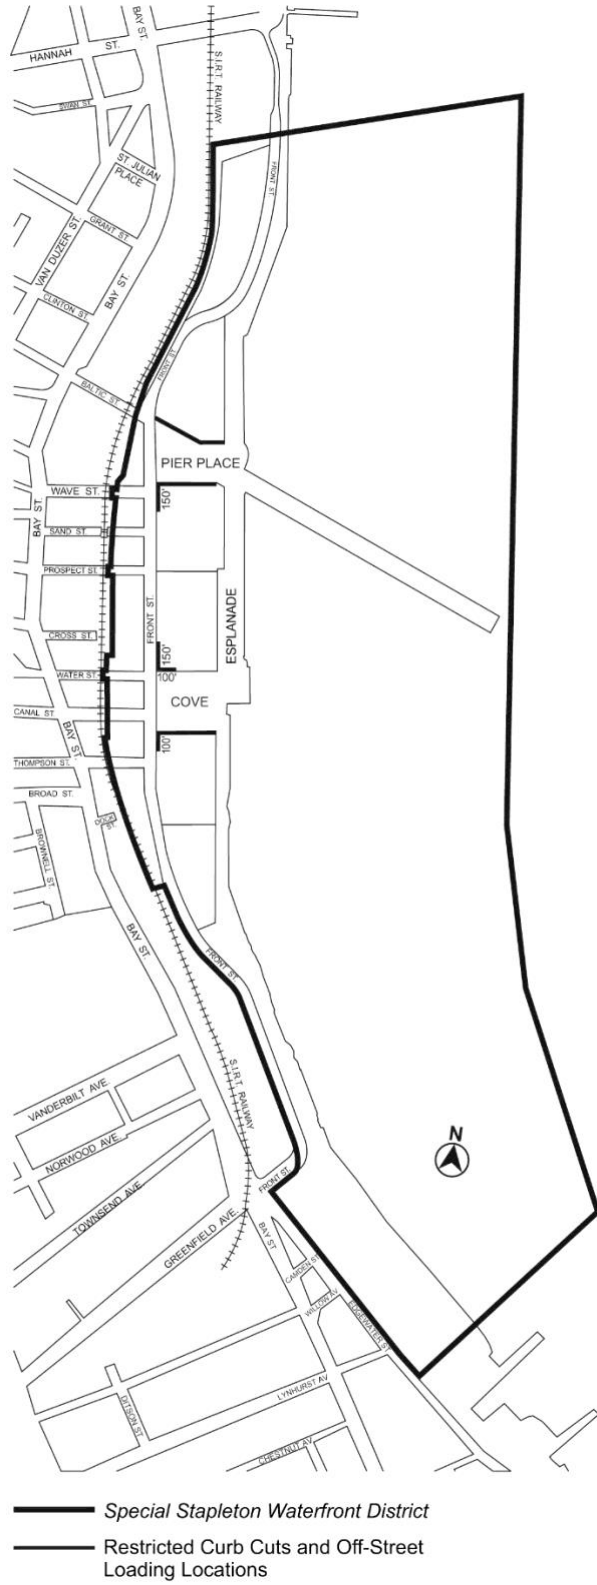 BAY ST.
HANNAH ST.
S.I.R.T. RAILWAY
SWAN ST.
ST. JULIAN
PLACE
FRONT ST.
GRANT ST.
VAN DUZER ST.
BAY ST.
CLINTON ST.
FRONT ST.
BALTIC ST.
PIER PLACE
WAVE ST.
150'
BAY ST.
SAND ST.
PROSPECT ST.
FRONT ST.
ESPLANADE
CROSS ST.
150'
WATER ST.
100'
COVE
CANAL ST
BAY ST.
100'
THOMPSON ST.
BROAD ST.
DOCK
ST.
BROWNELL ST.
BAY ST.
FRONT ST.
S.I.R.T. RAILWAY
VANDERBILT AVE.
N
NORWOOD AVE.
FRONT ST.
TOWNSEND AVE.
GREENFIELD AVE.
BAY ST
CAMDEN ST
WILLOW AV
EDGEWATER ST
LYNHURST AV
DITSON ST
CHESTNUT AV
Special Stapleton Waterfront District
Restricted Curb Cuts and Off-Street
Loading Locations